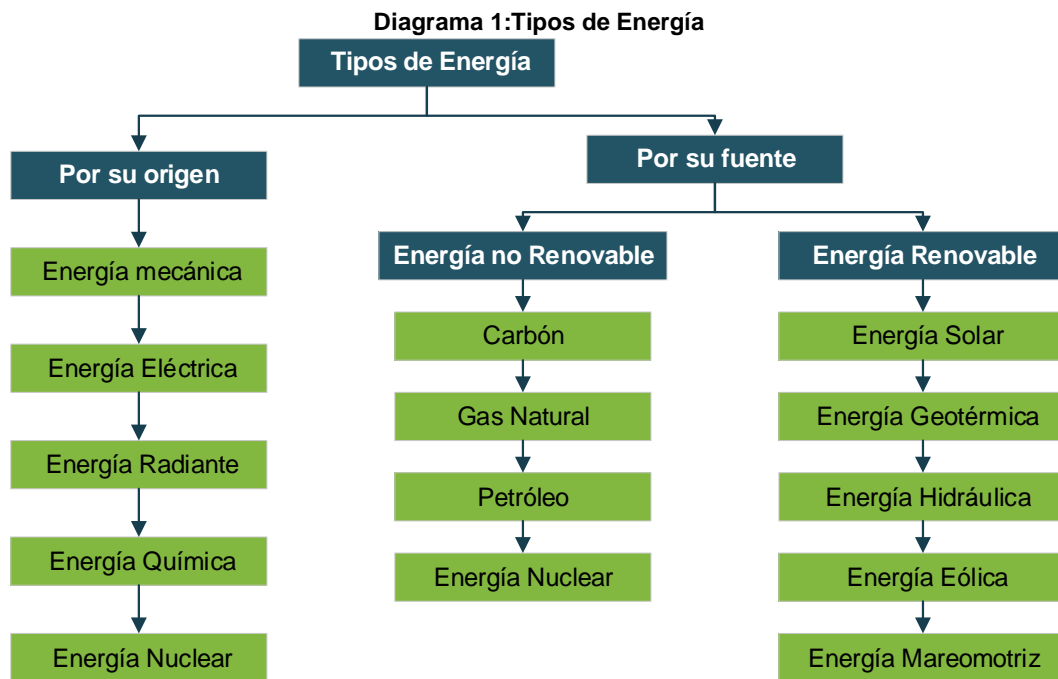 Diagrama 1:Tipos de Energía
Tipos de Energía
Por su origen
Energía mecánica
Energía Eléctrica
Energía Radiante
Energía Química
Energía Nuclear
Por su fuente
Energía no Renovable
Carbón
Gas Natural
Petróleo
Energía Nuclear
Energía Renovable
Energía Solar
Energía Geotérmica
Energía Hidráulica
Energía Eólica
Energía Mareomotriz